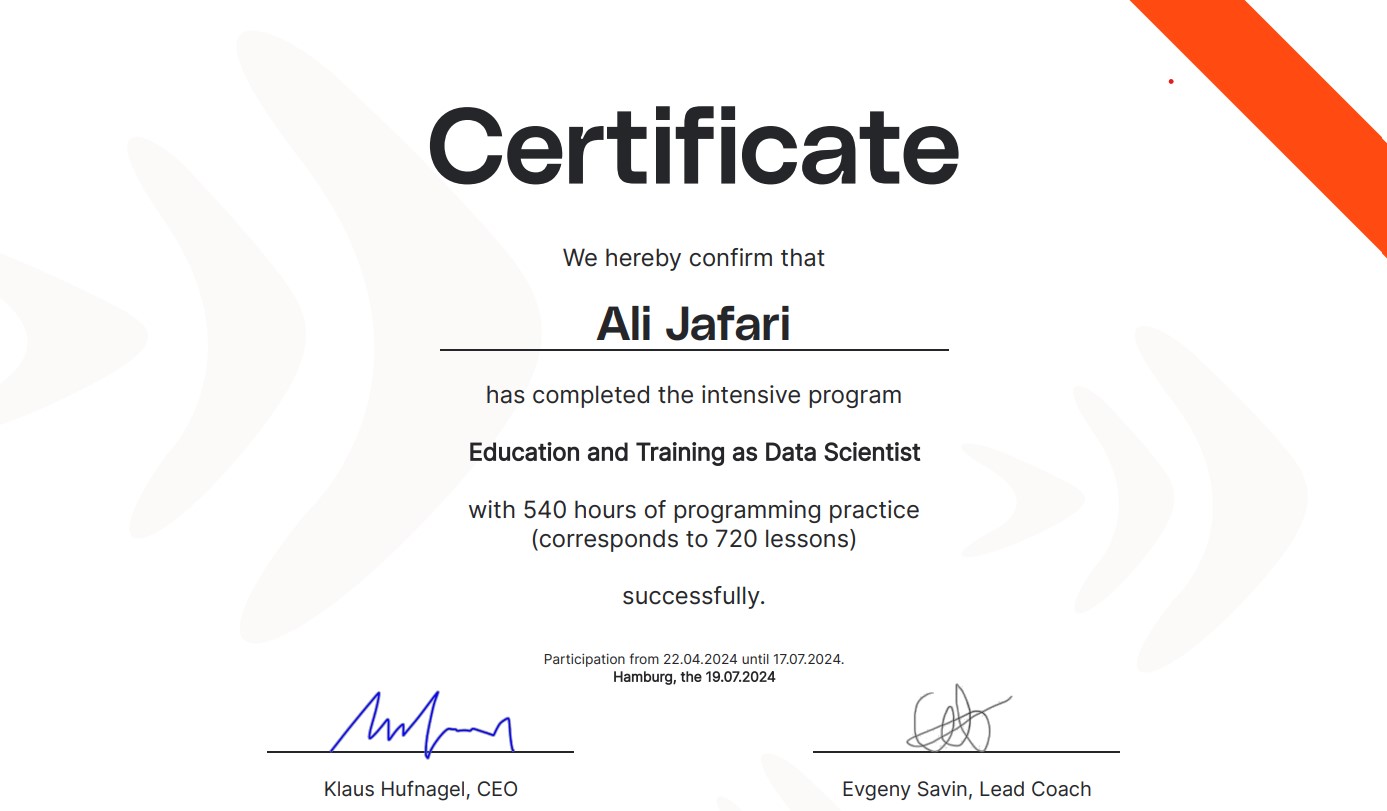 Certificate
We hereby confirm that
Ali Jafari
has completed the intensive program
Education and Training as Data Scientist
with 540 hours of programming practice
(corresponds to 720 lessons)
successfully.
Participation from 22.04.2024 until 17.07.2024.
Hamburg, the 19.07.2024
Klaus Hufnagel, CEO
Evgeny Savin, Lead Coach